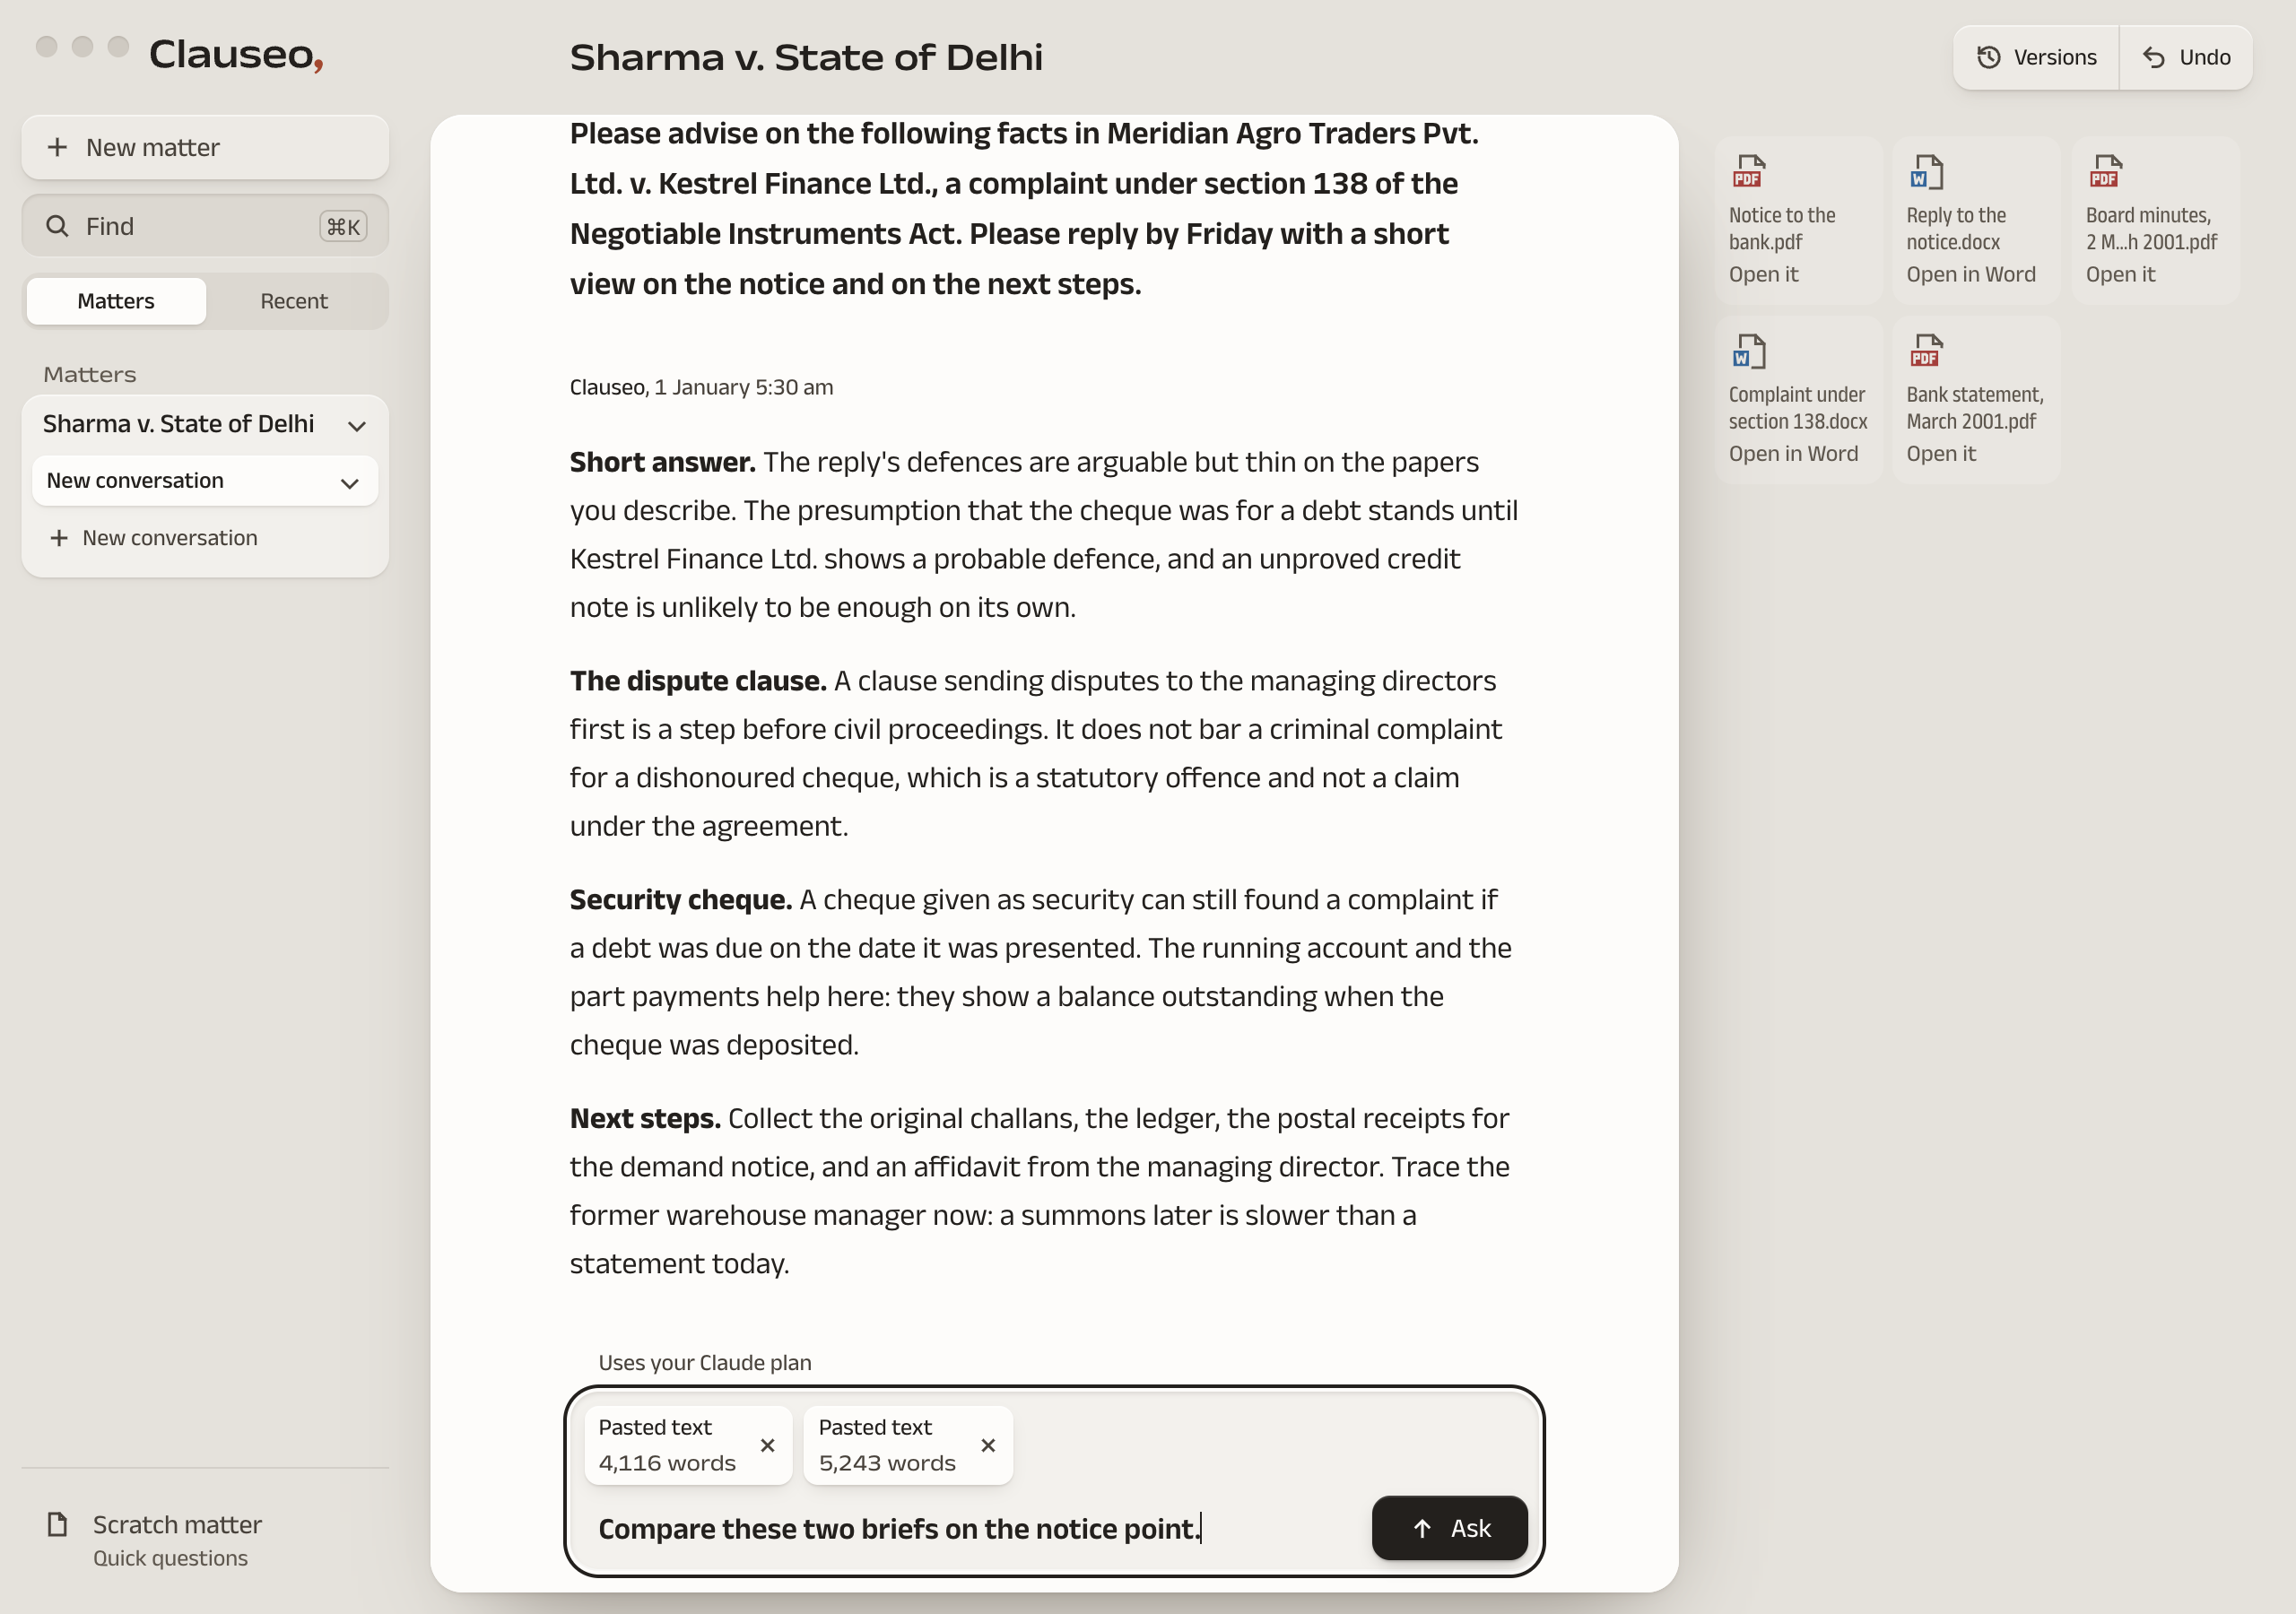 Clauseo,
Sharma v. State of Delhi
Versions
Undo
New matter
Find
⌘K
Matters
Recent
Matters
Sharma v. State of Delhi
New conversation
New conversation
Scratch matter
Quick questions
Please advise on the following facts in Meridian Agro Traders Pvt.
Ltd. v. Kestrel Finance Ltd., a complaint under section 138 of the
Negotiable Instruments Act. Please reply by Friday with a short
view on the notice and on the next steps.
Clauseo, 1 January 5:30 am
Short answer. The reply's defences are arguable but thin on the papers
you describe. The presumption that the cheque was for a debt stands until
Kestrel Finance Ltd. shows a probable defence, and an unproved credit
note is unlikely to be enough on its own.
The dispute clause. A clause sending disputes to the managing directors
first is a step before civil proceedings. It does not bar a criminal complaint
for a dishonoured cheque, which is a statutory offence and not a claim
under the agreement.
Security cheque. A cheque given as security can still found a complaint if
a debt was due on the date it was presented. The running account and the
part payments help here: they show a balance outstanding when the
cheque was deposited.
Next steps. Collect the original challans, the ledger, the postal receipts for
the demand notice, and an affidavit from the managing director. Trace the
former warehouse manager now: a summons later is slower than a
statement today.
Uses your Claude plan
Pasted text
4,116 words
Pasted text
5,243 words
Compare these two briefs on the notice point.
Ask
PDF
Notice to the
bank.pdf
Open it
W
Reply to the
notice.docx
Open in Word
PDF
Board minutes,
2 M...h 2001.pdf
Open it
W
Complaint under
section 138.docx
Open in Word
PDF
Bank statement,
March 2001.pdf
Open it